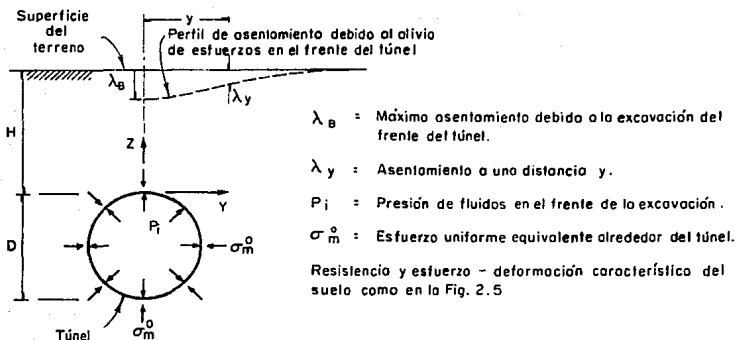 Superficie
del
terreno
y
Perfil de asentamiento debido al alivio
de esfuerzos en el frente del túnel
λB
λy
H
Z
Y
Pi
D
σm°
σm°
Túnel
λB = Máximo asentamiento debido a la excavación del
frente del túnel.
λy = Asentamiento a una distancia y.
Pi = Presión de fluidos en el frente de la excavación.
σm° = Esfuerzo uniforme equivalente alrededor del túnel.
Resistencia y esfuerzo - deformación característico del
suelo como en la Fig. 2.5